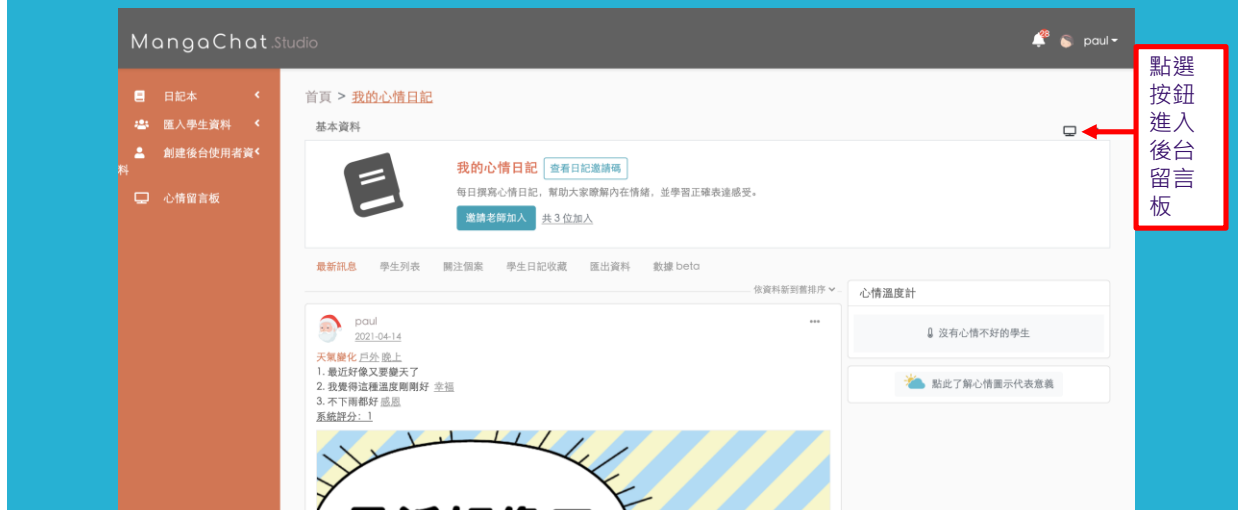 MangaChat.Studio
28
paul
日記本
匯入學生資料
創建後台使用者資
料
心情留言板
首頁 > 我的心情日記
基本資料
我的心情日記 查看日記邀請碼
每日撰寫心情日記，幫助大家瞭解內在情緒，並學習正確表達感受。
邀請老師加入 共 3 位加入
最新訊息 學生列表 關注個案 學生日記收藏 匯出資料 數據 beta
依資料新到舊排序
paul
2021-04-14
天氣變化 戶外 晚上
1. 最近好像又要變天了
2. 我覺得這種溫度剛剛好 幸福
3. 不下雨都好 感恩
系統評分：1
心情溫度計
沒有心情不好的學生
點此了解心情圖示代表意義
點選
按鈕
進入
後台
留言
板